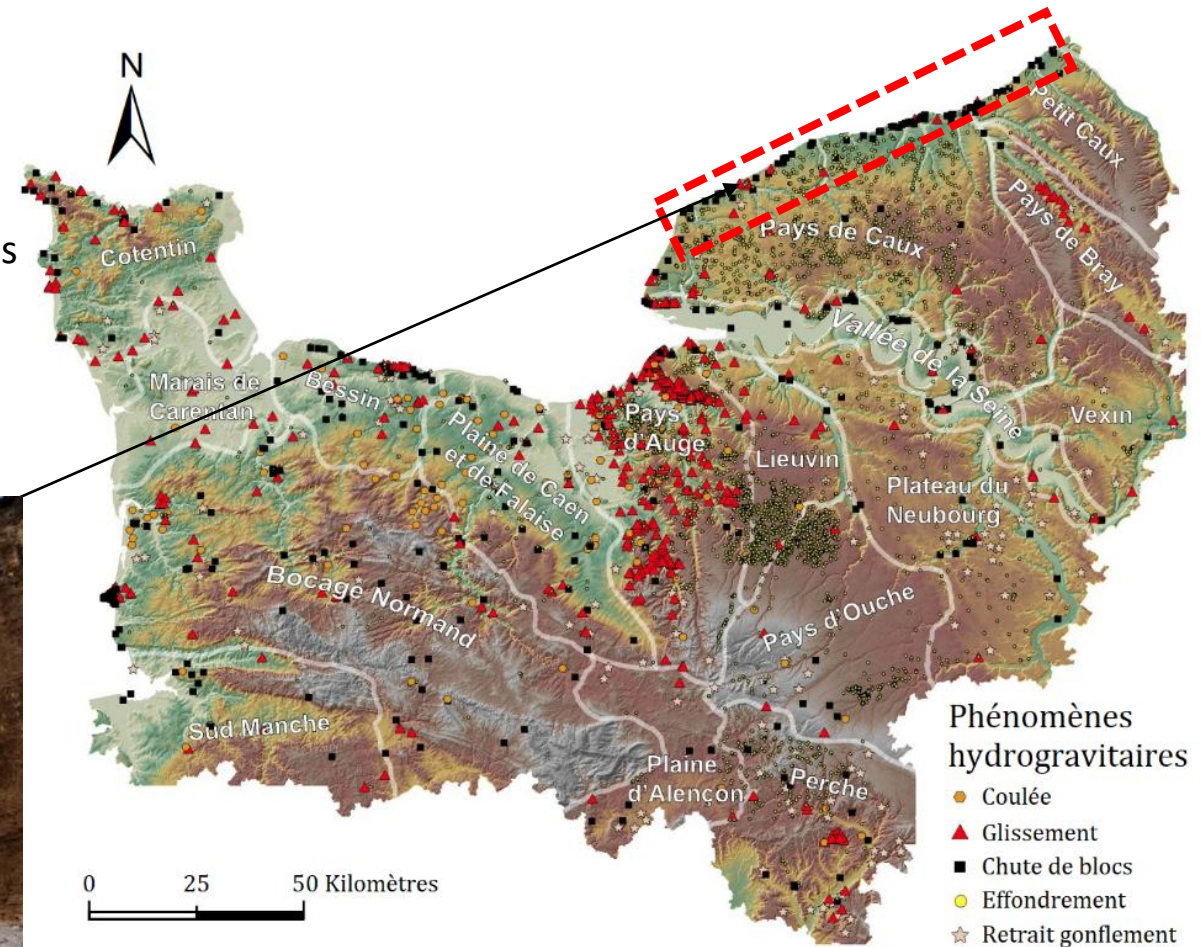 N
s
Petit Caux
Cotentin
Pays de Caux
Pays de Bray
Marais de
Carentan
Bessin
Plaine de Caen
et de Falaise
Pays
d'Auge
Vallée de la Seine
Vexin
Lieuvin
Plateau du
Neubourg
Bocage Normand
Pays d'Ouche
Sud Manche
Plaine
d'Alençon
Perche
Phénomènes
hydrogravitaires
Coulée
Glissement
Chute de blocs
Effondrement
Retrait gonflement
0 25 50 Kilomètres